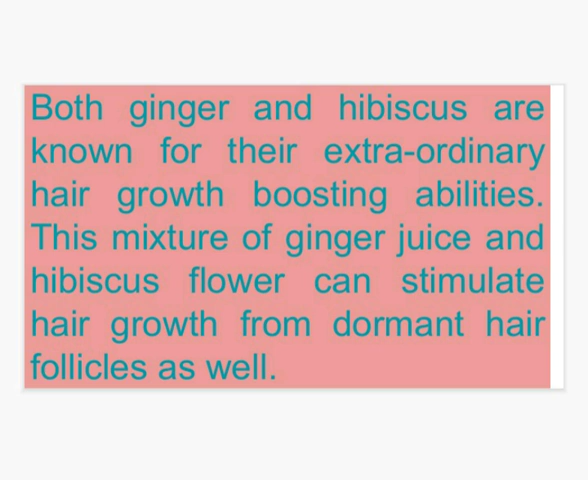 Both ginger and hibiscus are
known for their extra-ordinary
hair growth boosting abilities.
This mixture of ginger juice and
hibiscus flower can stimulate
hair growth from dormant hair
follicles as well.